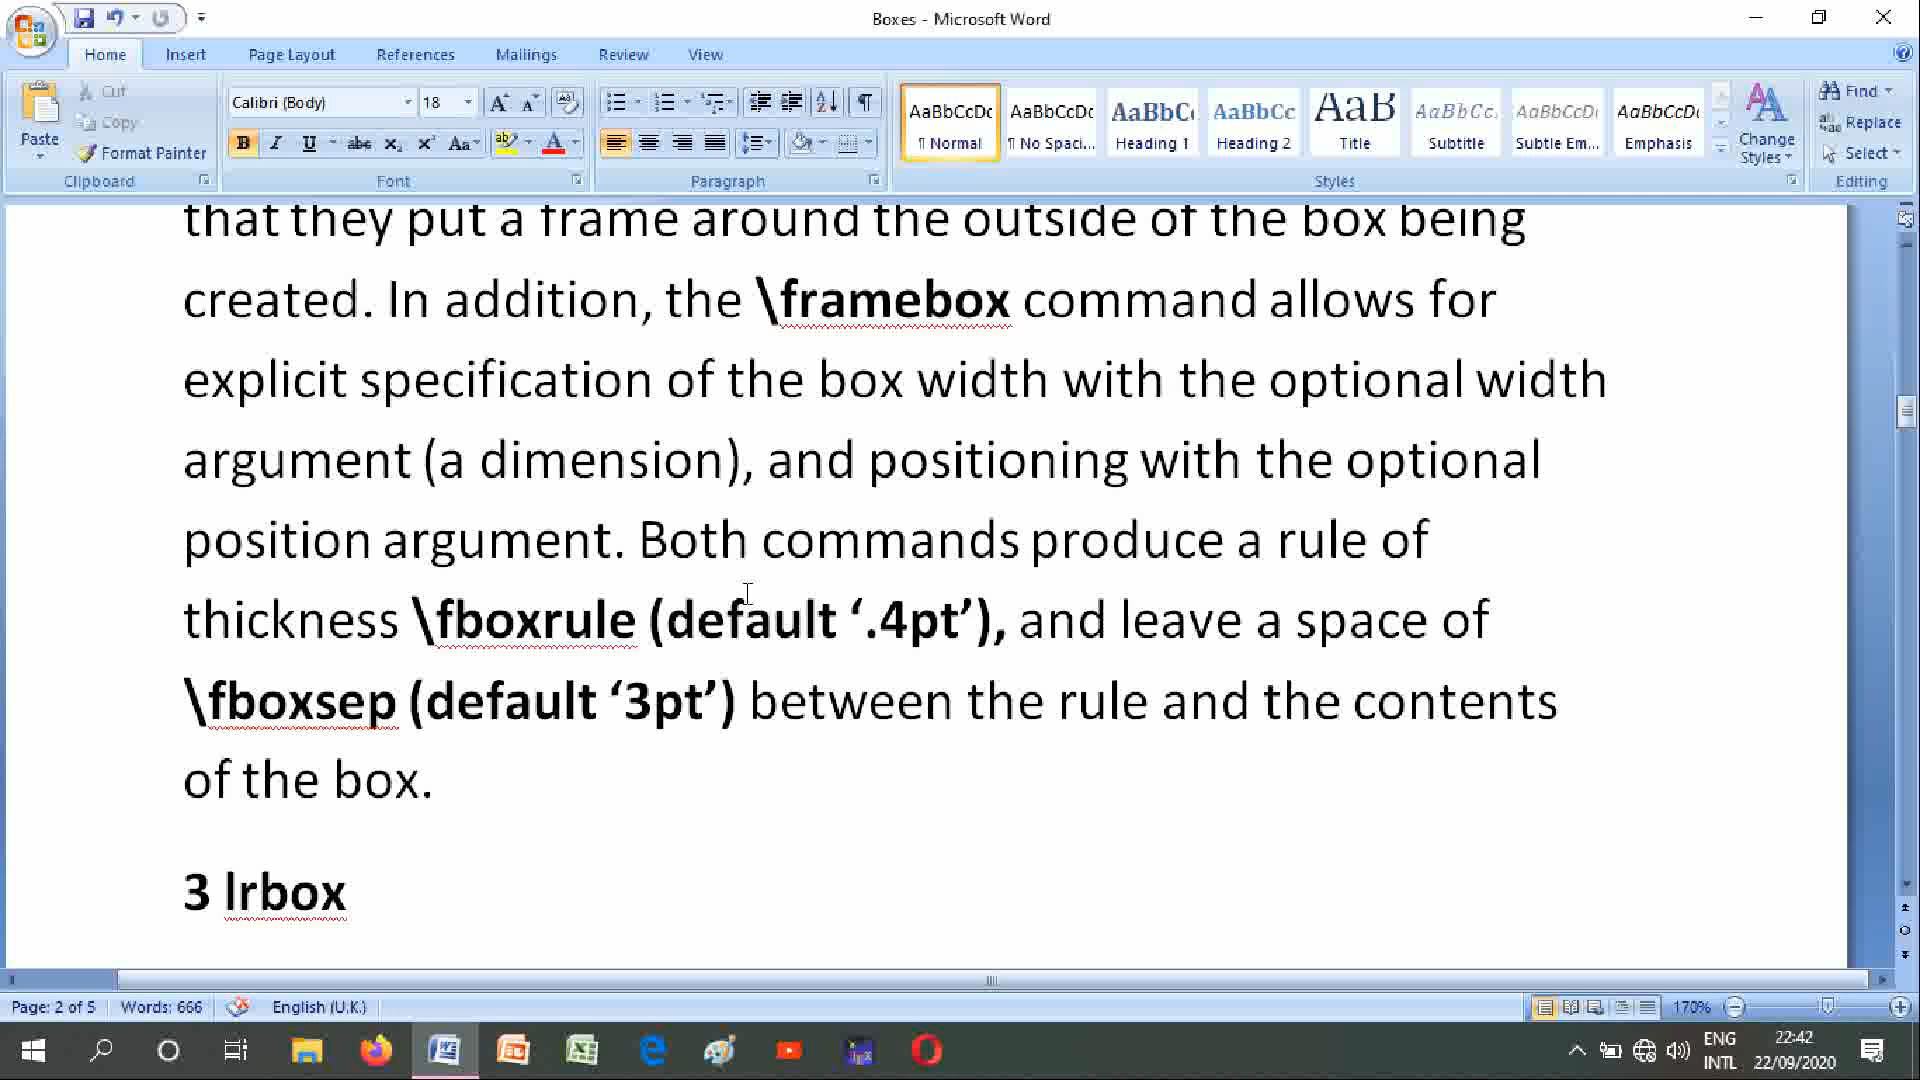 Boxes - Microsoft Word
Home Insert Page Layout References Mailings Review View
Paste
Cut
Copy
Format Painter
Clipboard
Calibri (Body) 18
Font
Paragraph
AaBbCcDc AaBbCcDc AaBbC AaBbCc AaB AaBbCc. AaBbCcDc AaBbCcDc
¶ Normal ¶ No Spaci... Heading 1 Heading 2 Title Subtitle Subtle Em... Emphasis
Change Styles
Styles
Find
Replace
Select
Editing
that they put a frame around the outside of the box being
created. In addition, the \framebox command allows for
explicit specification of the box width with the optional width
argument (a dimension), and positioning with the optional
position argument. Both commands produce a rule of
thickness \fboxrule (default ‘.4pt’), and leave a space of
\fboxsep (default ‘3pt’) between the rule and the contents
of the box.
3 lrbox
Page: 2 of 5 Words: 666 English (U.K.) 170%
ENG 22:42
INTL 22/09/2020